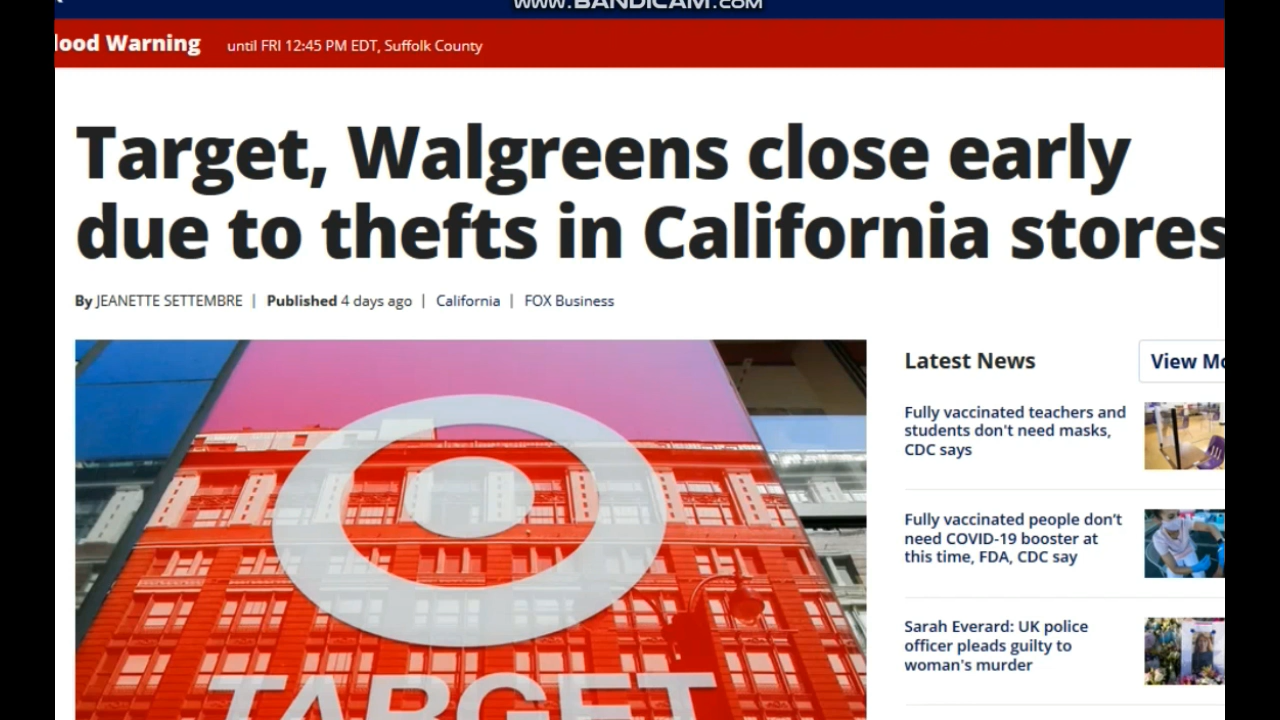 www.BANDICAM.com
lood Warning until FRI 12:45 PM EDT, Suffolk County
Target, Walgreens close early
due to thefts in California stores
By JEANETTE SETTEMBRE | Published 4 days ago | California | FOX Business
Latest News
View Mo
Fully vaccinated teachers and
students don't need masks,
CDC says
Fully vaccinated people don’t
need COVID-19 booster at
this time, FDA, CDC say
Sarah Everard: UK police
officer pleads guilty to
woman's murder
TARGET